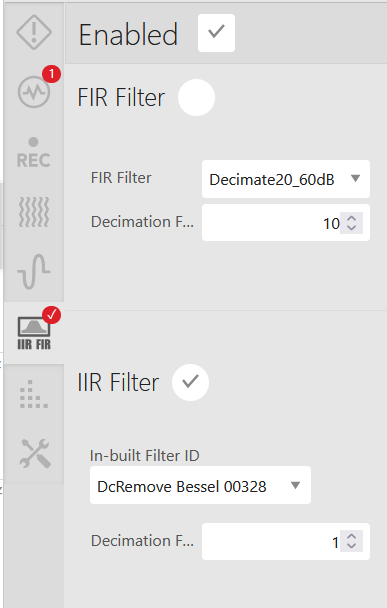 Enabled
1
FIR Filter
REC
FIR Filter
Decimate20_60dB
Decimation F...
10
IIR FIR
IIR Filter
In-built Filter ID
DcRemove Bessel 00328
Decimation F...
1